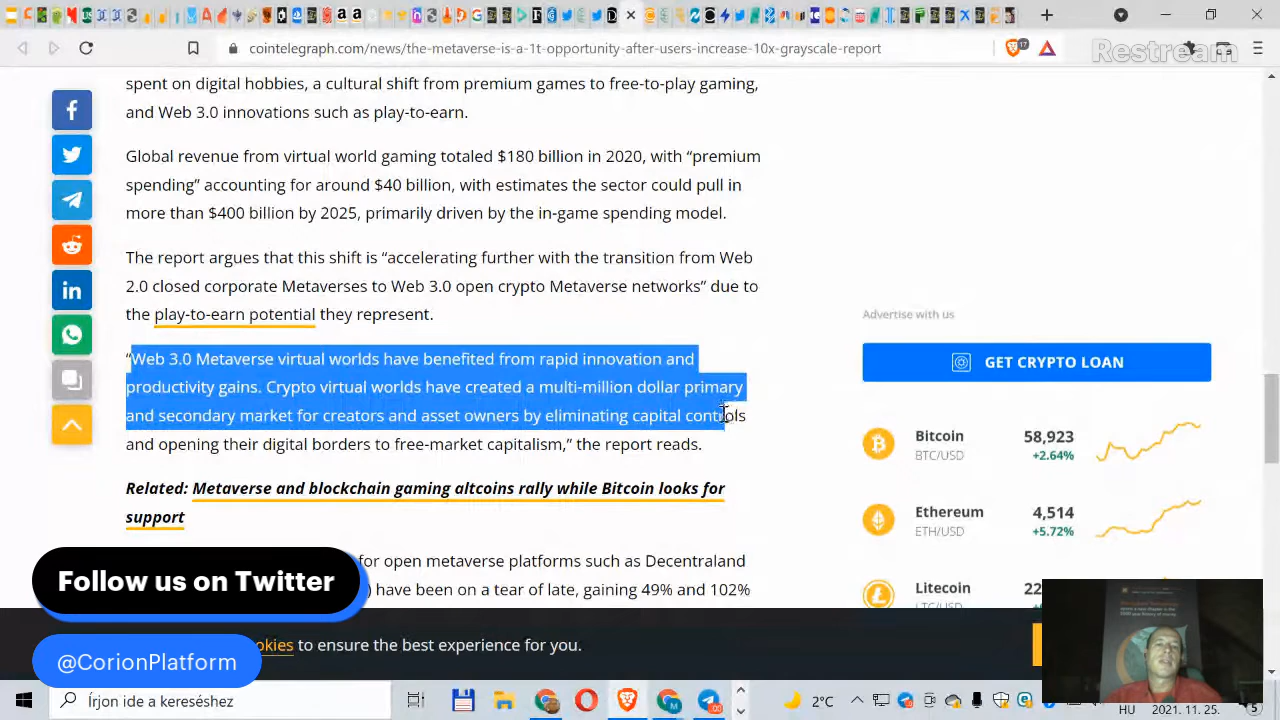 cointelegraph.com/news/the-metaverse-is-a-1t-opportunity-after-users-increase-10x-grayscale-report
17
Restream
spent on digital hobbies, a cultural shift from premium games to free-to-play gaming,
and Web 3.0 innovations such as play-to-earn.
Global revenue from virtual world gaming totaled $180 billion in 2020, with “premium
spending” accounting for around $40 billion, with estimates the sector could pull in
more than $400 billion by 2025, primarily driven by the in-game spending model.
The report argues that this shift is “accelerating further with the transition from Web
2.0 closed corporate Metaverses to Web 3.0 open crypto Metaverse networks” due to
the play-to-earn potential they represent.
“Web 3.0 Metaverse virtual worlds have benefited from rapid innovation and
productivity gains. Crypto virtual worlds have created a multi-million dollar primary
and secondary market for creators and asset owners by eliminating capital controls
and opening their digital borders to free-market capitalism,” the report reads.
Related: Metaverse and blockchain gaming altcoins rally while Bitcoin looks for
support
for open metaverse platforms such as Decentraland
) have been on a tear of late, gaining 49% and 102%
Advertise with us
GET CRYPTO LOAN
Bitcoin 58,923
BTC/USD +2.64%
Ethereum 4,514
ETH/USD +5.72%
Litecoin 22
LTC/USD
Follow us on Twitter
@CorionPlatform
okies to ensure the best experience for you.
Írjon ide a kereséshez
2°C
HU
2021. 11. 25.